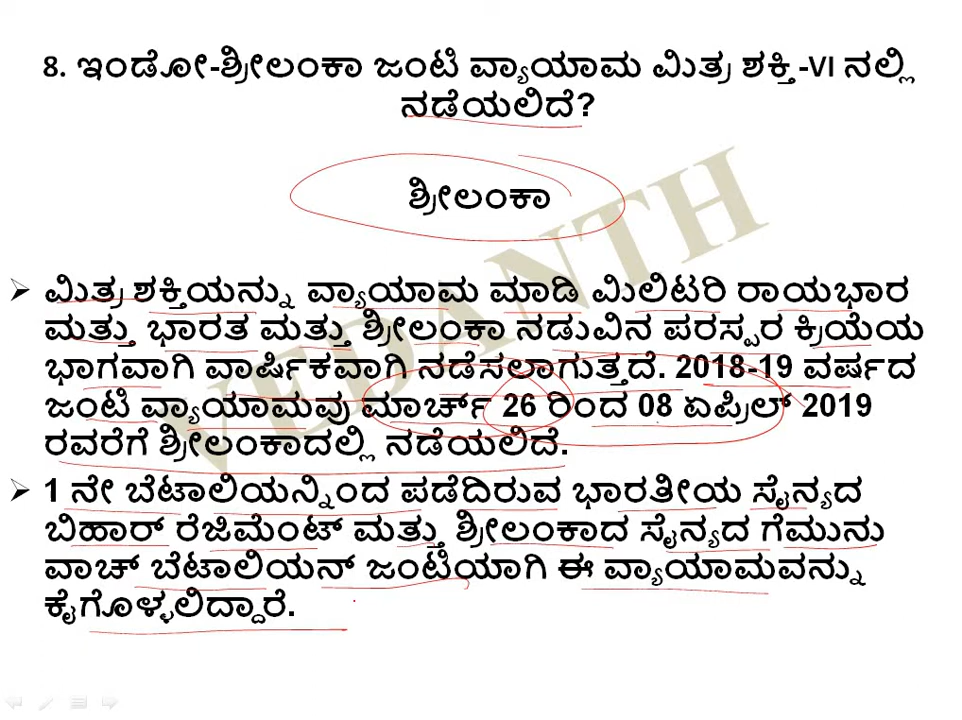 8. ಇಂಡೋ-ಶ್ರೀಲಂಕಾ ಜಂಟಿ ವ್ಯಾಯಾಮ ಮಿತ್ರ ಶಕ್ತಿ-VI ನಲ್ಲಿ
ನಡೆಯಲಿದೆ?
ಶ್ರೀಲಂಕಾ
VEDANTH
➢ ಮಿತ್ರ ಶಕ್ತಿಯನ್ನು ವ್ಯಾಯಾಮ ಮಾಡಿ ಮಿಲಿಟರಿ ರಾಯಭಾರ
ಮತ್ತು ಭಾರತ ಮತ್ತು ಶ್ರೀಲಂಕಾ ನಡುವಿನ ಪರಸ್ಪರ ಕ್ರಿಯೆಯ
ಭಾಗವಾಗಿ ವಾರ್ಷಿಕವಾಗಿ ನಡೆಸಲಾಗುತ್ತದೆ. 2018-19 ವರ್ಷದ
ಜಂಟಿ ವ್ಯಾಯಾಮವು ಮಾರ್ಚ್ 26 ರಿಂದ 08 ಏಪ್ರಿಲ್ 2019
ರವರೆಗೆ ಶ್ರೀಲಂಕಾದಲ್ಲಿ ನಡೆಯಲಿದೆ.
➢ 1 ನೇ ಬೆಟಾಲಿಯನ್ನಿಂದ ಪಡೆದಿರುವ ಭಾರತೀಯ ಸೈನ್ಯದ
ಬಿಹಾರ್ ರೆಜಿಮೆಂಟ್ ಮತ್ತು ಶ್ರೀಲಂಕಾದ ಸೈನ್ಯದ ಗೆಮುನು
ವಾಚ್ ಬೆಟಾಲಿಯನ್ ಜಂಟಿಯಾಗಿ ಈ ವ್ಯಾಯಾಮವನ್ನು
ಕೈಗೊಳ್ಳಲಿದ್ದಾರೆ.